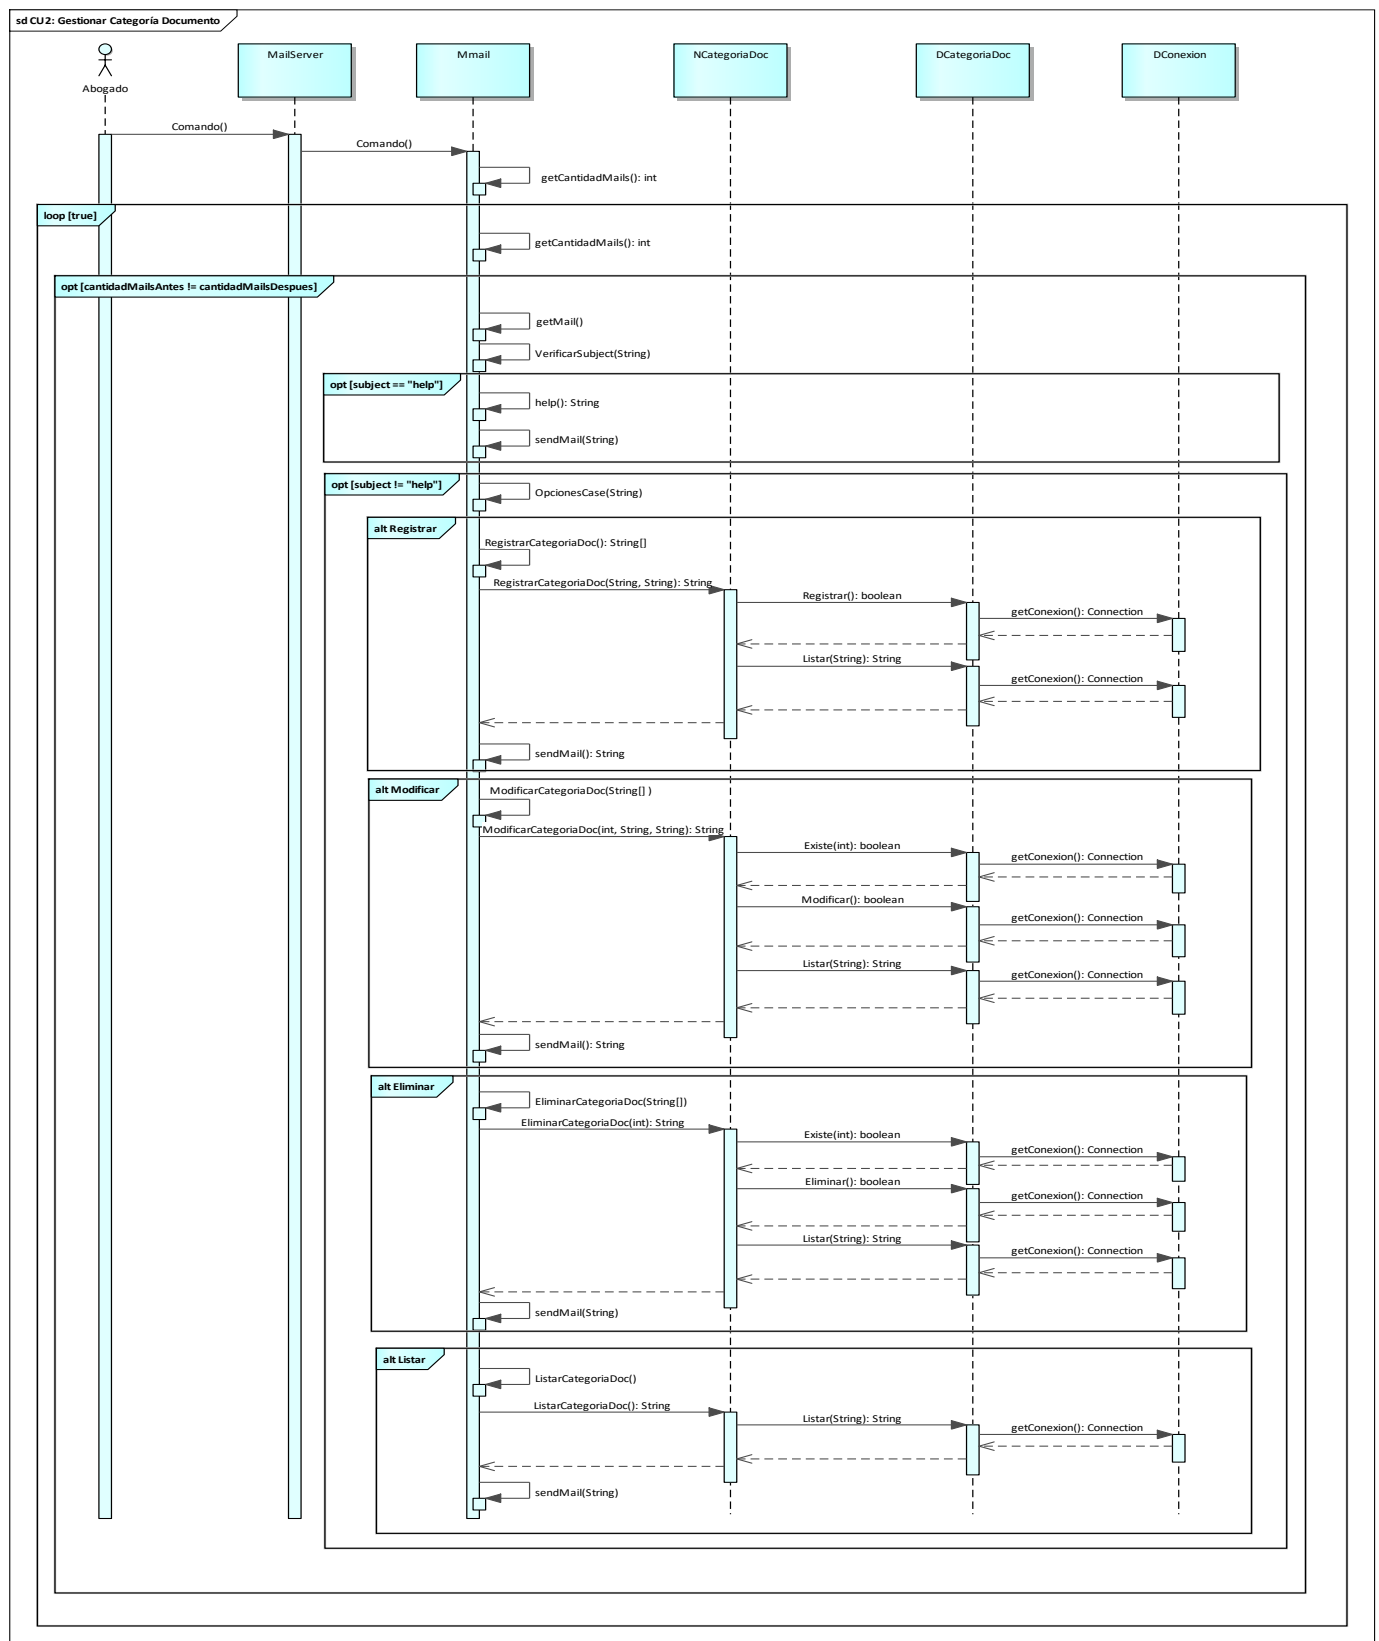 sd CU2: Gestionar Categoría Documento
Abogado
MailServer
Mmail
NCategoriaDoc
DCategoriaDoc
DConexion
Comando()
Comando()
getCantidadMails(): int
loop [true]
getCantidadMails(): int
opt [cantidadMailsAntes != cantidadMailsDespues]
getMail()
VerificarSubject(String)
opt [subject == "help"]
help(): String
sendMail(String)
opt [subject != "help"]
OpcionesCase(String)
alt Registrar
RegistrarCategoriaDoc(): String[]
RegistrarCategoriaDoc(String, String): String
Registrar(): boolean
getConexion(): Connection
Listar(String): String
getConexion(): Connection
sendMail(): String
alt Modificar
ModificarCategoriaDoc(String[] )
ModificarCategoriaDoc(int, String, String): String
Existe(int): boolean
getConexion(): Connection
Modificar(): boolean
getConexion(): Connection
Listar(String): String
getConexion(): Connection
sendMail(): String
alt Eliminar
EliminarCategoriaDoc(String[])
EliminarCategoriaDoc(int): String
Existe(int): boolean
getConexion(): Connection
Eliminar(): boolean
getConexion(): Connection
Listar(String): String
getConexion(): Connection
sendMail(String)
alt Listar
ListarCategoriaDoc()
ListarCategoriaDoc(): String
Listar(String): String
getConexion(): Connection
sendMail(String)